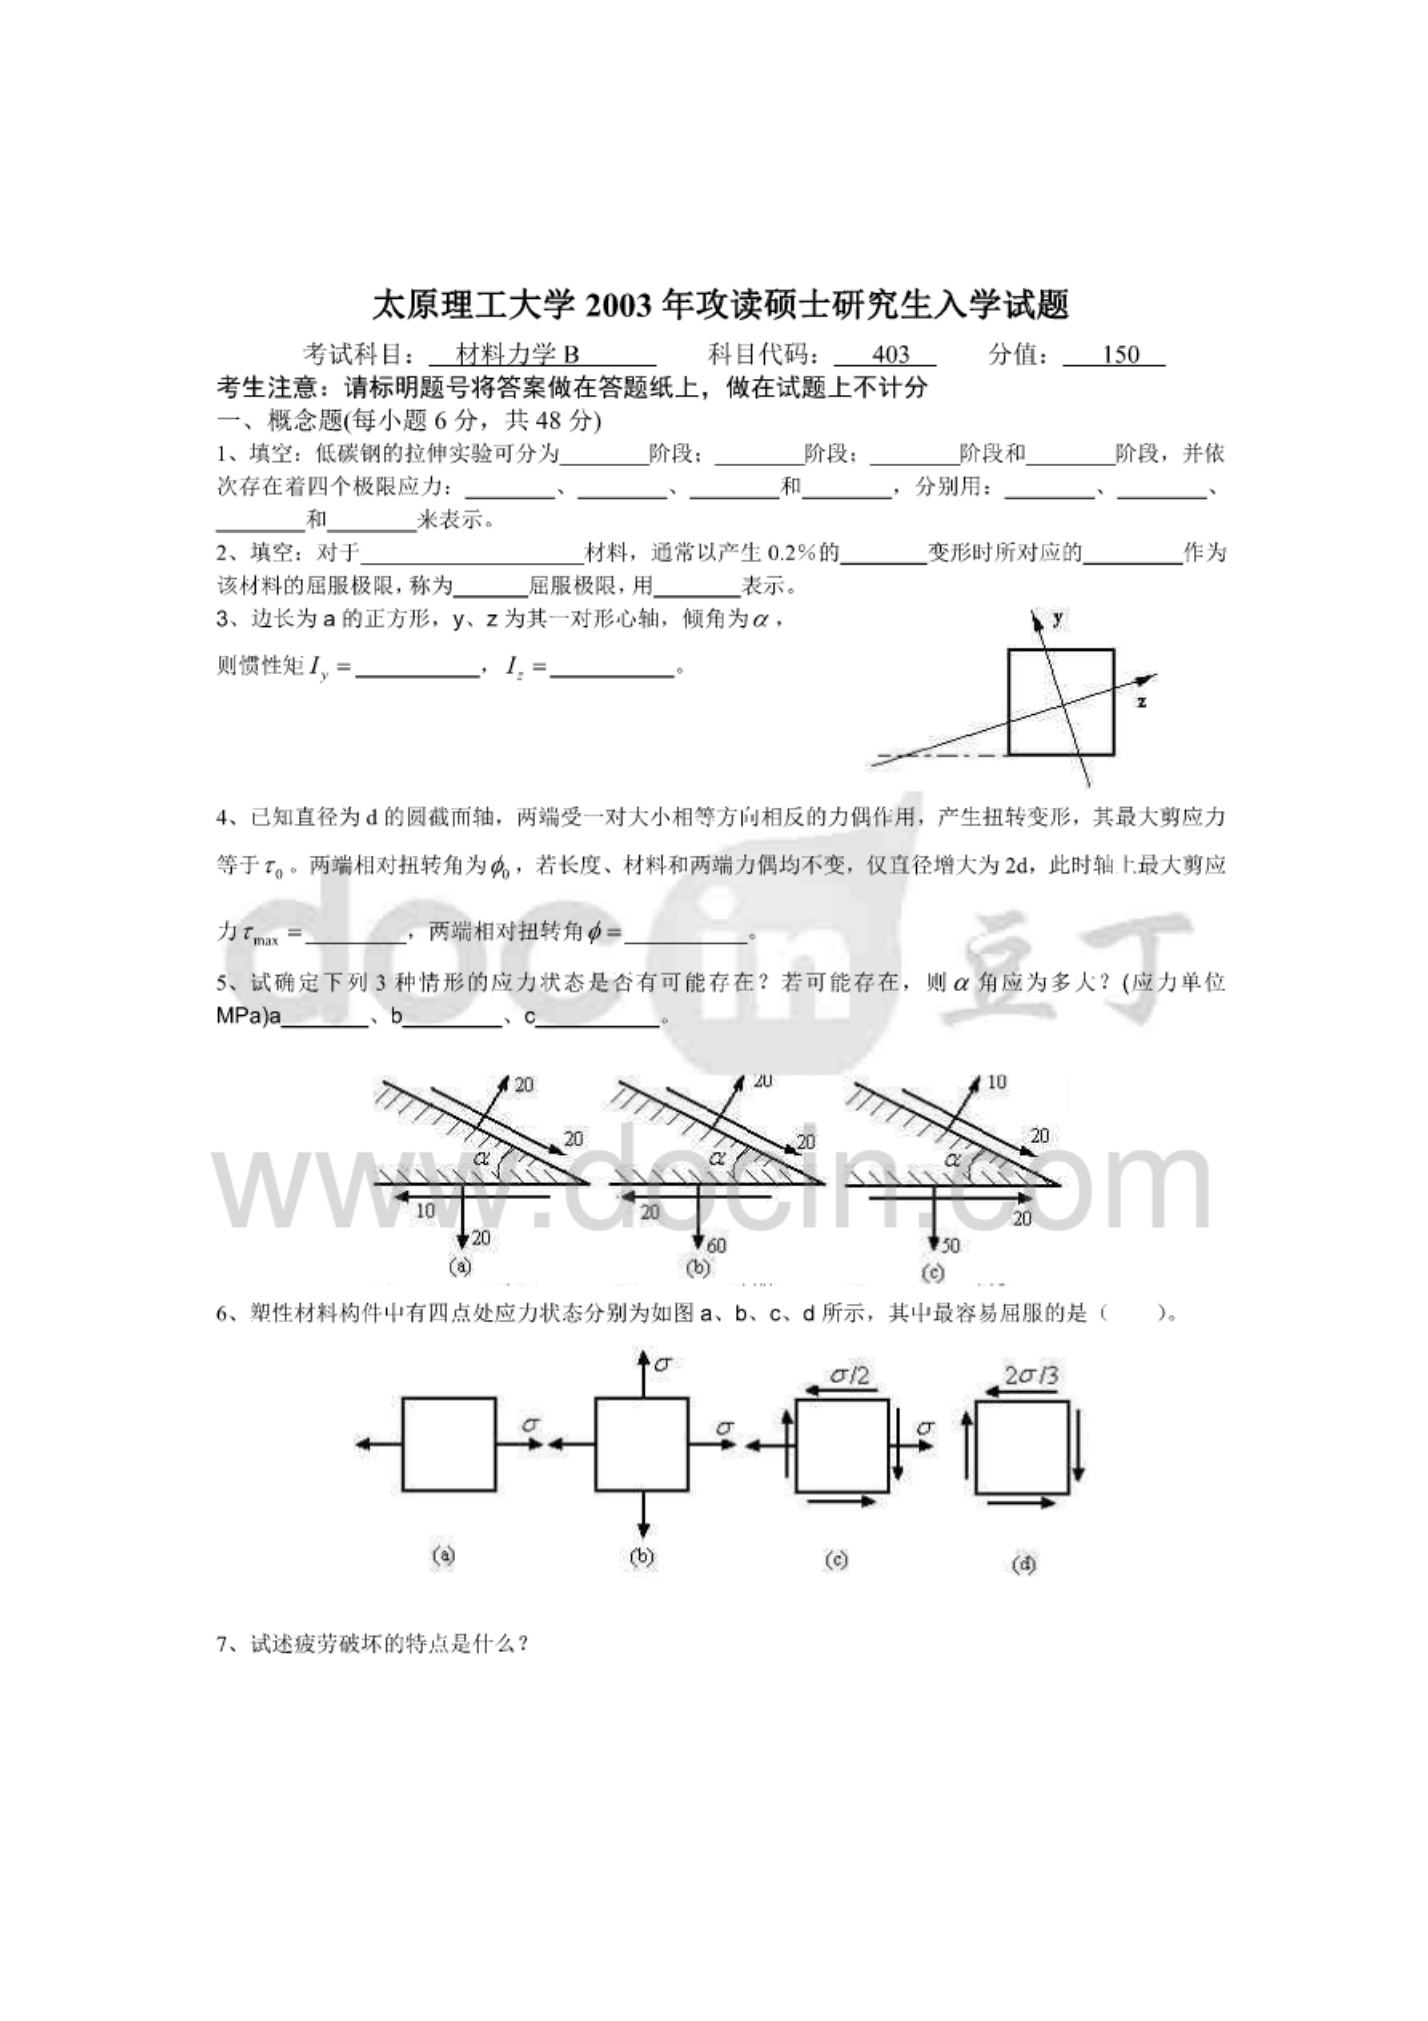 太原理工大学 2003 年攻读硕士研究生入学试题
考试科目： 材料力学 B 科目代码： 403 分值： 150
考生注意：请标明题号将答案做在答题纸上，做在试题上不计分
一、概念题(每小题 6 分，共 48 分)
1、填空：低碳钢的拉伸实验可分为________阶段；________阶段；________阶段和________阶段，并依
次存在着四个极限应力：________、________、________和________，分别用：________、________、
________和________来表示。
2、填空：对于____________________材料，通常以产生 0.2%的________变形时所对应的_________作为
该材料的屈服极限，称为_______屈服极限，用________表示。
3、边长为 a 的正方形，y、z 为其一对形心轴，倾角为 α，
则惯性矩 I_y = ___________，I_z = ___________。
y
z
4、已知直径为 d 的圆截面轴，两端受一对大小相等方向相反的力偶作用，产生扭转变形，其最大剪应力
等于 τ₀。两端相对扭转角为 ϕ₀，若长度、材料和两端力偶均不变，仅直径增大为 2d，此时轴上最大剪应
力 τ_max = _________，两端相对扭转角 ϕ = ___________。
5、试确定下列 3 种情形的应力状态是否有可能存在？若可能存在，则 α 角应为多大？(应力单位
MPa)a________、b_________、c___________。
20 20 α 10 20 (a)
20 20 α 20 60 (b)
10 20 α 20 50 (c)
6、塑性材料构件中有四点处应力状态分别为如图 a、b、c、d 所示，其中最容易屈服的是（ ）。
σ (a)
σ σ (b)
σ/2 σ (c)
2σ/3 (d)
7、试述疲劳破坏的特点是什么？
docin 豆丁
www.docin.com